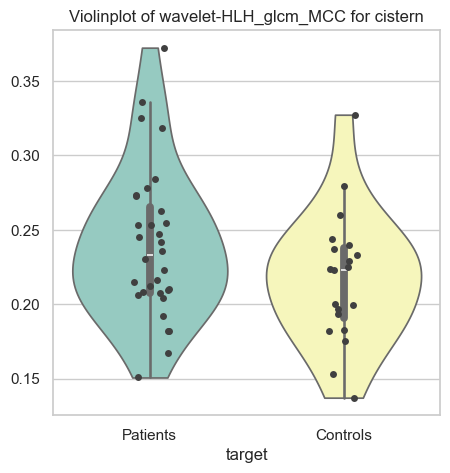 Violinplot of wavelet-HLH_glcm_MCC for cistern
0.35
0.30
0.25
0.20
0.15
Patients
Controls
target